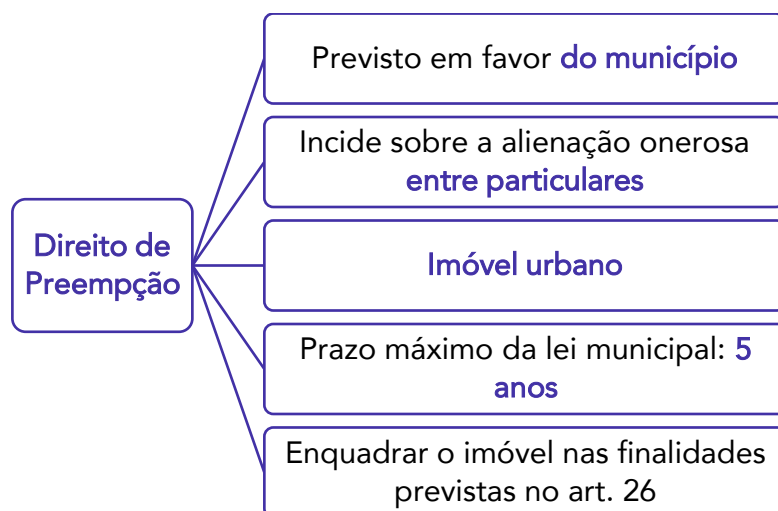 Previsto em favor do município
Incide sobre a alienação onerosa
entre particulares
Direito de
Preempção
Imóvel urbano
Prazo máximo da lei municipal: 5
anos
Enquadrar o imóvel nas finalidades
previstas no art. 26